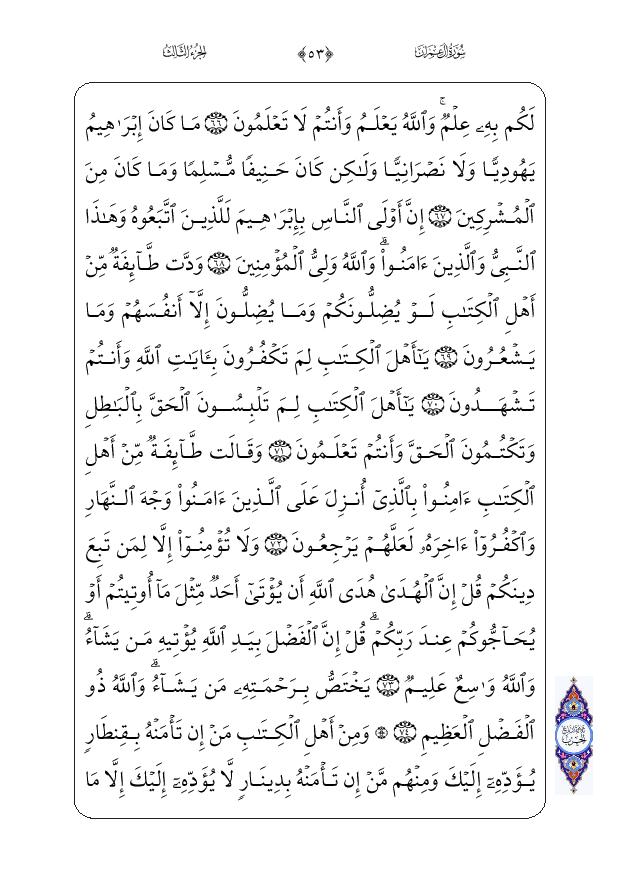 سُورَةُ آلِ عِمْرَان ﴿٥٣﴾ الجُزءُ الثَّالِثُ
لَكُم بِهِۦ عِلْمٌۚ وَٱللَّهُ يَعْلَمُ وَأَنتُمْ لَا تَعْلَمُونَ ٦٦ مَا كَانَ إِبْرَٰهِيمُ
يَهُودِيًّا وَلَا نَصْرَانِيًّا وَلَٰكِن كَانَ حَنِيفًا مُّسْلِمًا وَمَا كَانَ مِنَ
ٱلْمُشْرِكِينَ ٦٧ إِنَّ أَوْلَى ٱلنَّاسِ بِإِبْرَٰهِيمَ لَلَّذِينَ ٱتَّبَعُوهُ وَهَٰذَا
ٱلنَّبِىُّ وَٱلَّذِينَ ءَامَنُوا۟ۗ وَٱللَّهُ وَلِىُّ ٱلْمُؤْمِنِينَ ٦٨ وَدَّت طَّآئِفَةٌ مِّنْ
أَهْلِ ٱلْكِتَٰبِ لَوْ يُضِلُّونَكُمْ وَمَا يُضِلُّونَ إِلَّآ أَنفُسَهُمْ وَمَا
يَشْعُرُونَ ٦٩ يَٰٓأَهْلَ ٱلْكِتَٰبِ لِمَ تَكْفُرُونَ بِـَٔايَٰتِ ٱللَّهِ وَأَنتُمْ
تَشْهَدُونَ ٧٠ يَٰٓأَهْلَ ٱلْكِتَٰبِ لِمَ تَلْبِسُونَ ٱلْحَقَّ بِٱلْبَٰطِلِ
وَتَكْتُمُونَ ٱلْحَقَّ وَأَنتُمْ تَعْلَمُونَ ٧١ وَقَالَت طَّآئِفَةٌ مِّنْ أَهْلِ
ٱلْكِتَٰبِ ءَامِنُوا۟ بِٱلَّذِىٓ أُنزِلَ عَلَى ٱلَّذِينَ ءَامَنُوا۟ وَجْهَ ٱلنَّهَارِ
وَٱكْفُرُوٓا۟ ءَاخِرَهُۥ لَعَلَّهُمْ يَرْجِعُونَ ٧٢ وَلَا تُؤْمِنُوٓا۟ إِلَّا لِمَن تَبِعَ
دِينَكُمْ قُلْ إِنَّ ٱلْهُدَىٰ هُدَى ٱللَّهِ أَن يُؤْتَىٰٓ أَحَدٌ مِّثْلَ مَآ أُوتِيتُمْ أَوْ
يُحَآجُّوكُمْ عِندَ رَبِّكُمْۗ قُلْ إِنَّ ٱلْفَضْلَ بِيَدِ ٱللَّهِ يُؤْتِيهِ مَن يَشَآءُۗ
وَٱللَّهُ وَٰسِعٌ عَلِيمٌ ٧٣ يَخْتَصُّ بِرَحْمَتِهِۦ مَن يَشَآءُۗ وَٱللَّهُ ذُو
ٱلْفَضْلِ ٱلْعَظِيمِ ٧٤ ۞ وَمِنْ أَهْلِ ٱلْكِتَٰبِ مَنْ إِن تَأْمَنْهُ بِقِنطَارٍ
يُؤَدِّهِۦٓ إِلَيْكَ وَمِنْهُم مَّنْ إِن تَأْمَنْهُ بِدِينَارٍ لَّا يُؤَدِّهِۦٓ إِلَيْكَ إِلَّا مَا